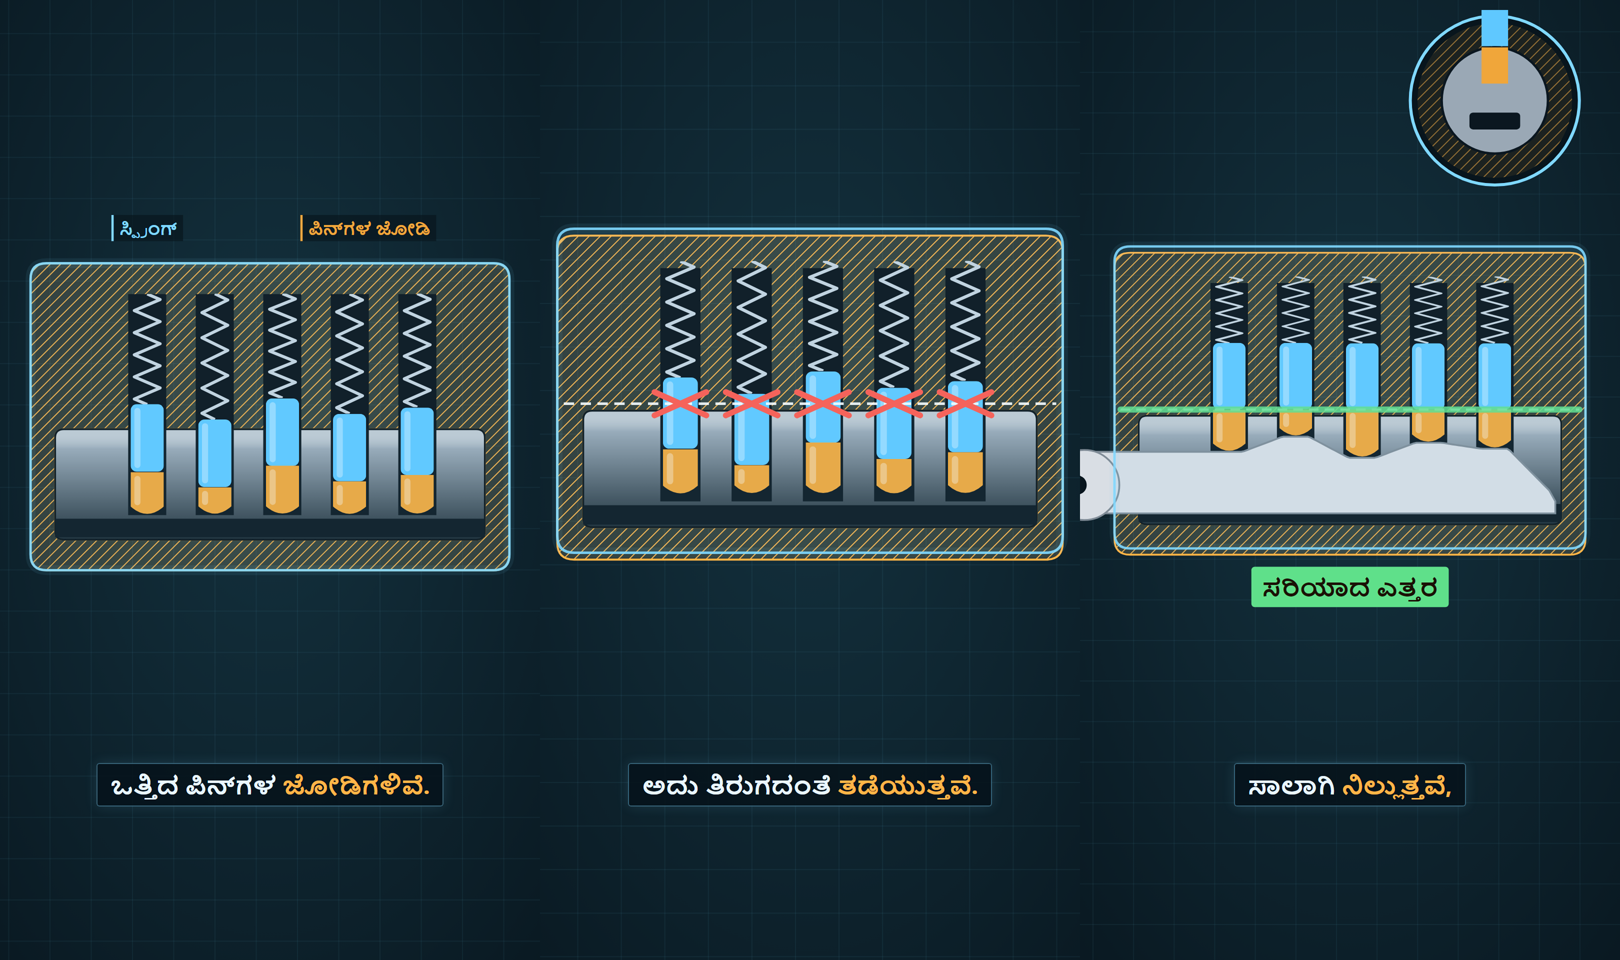 ಸ್ಪ್ರಿಂಗ್
ಪಿನ್‌ಗಳ ಜೋಡಿ
ಒತ್ತಿದ ಪಿನ್‌ಗಳ ಜೋಡಿಗಳಿವೆ.
ಅದು ತಿರುಗದಂತೆ ತಡೆಯುತ್ತವೆ.
ಸರಿಯಾದ ಎತ್ತರ
ಸಾಲಾಗಿ ನಿಲ್ಲುತ್ತವೆ,